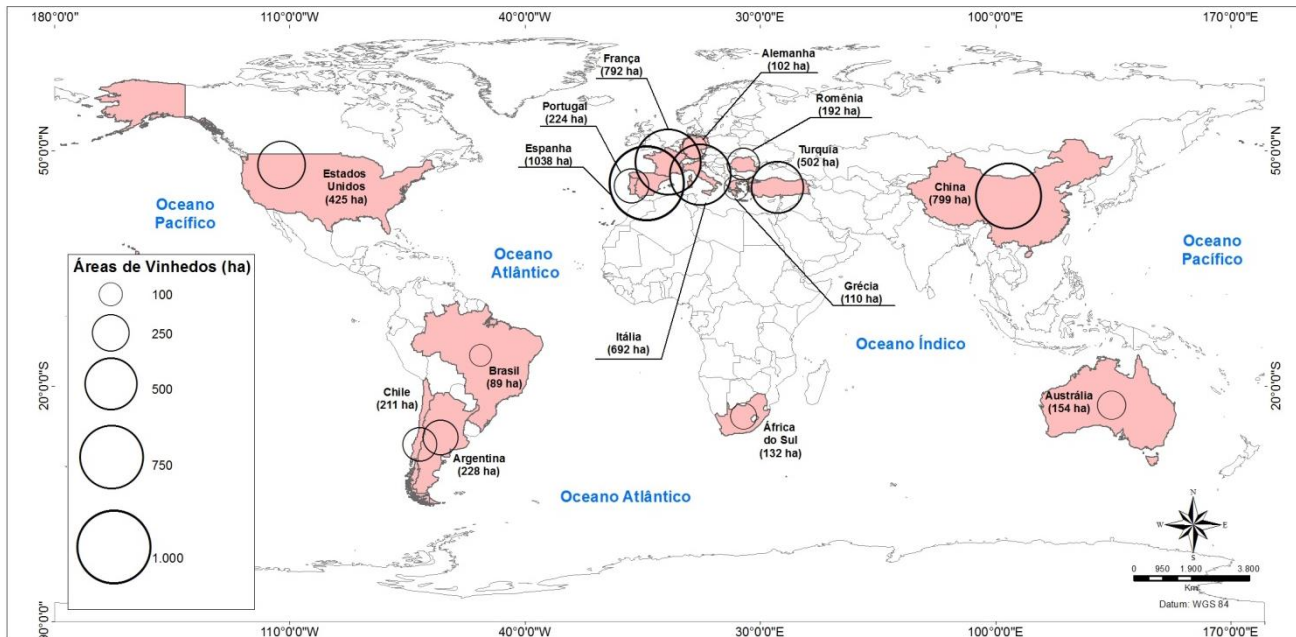 180°0'0"
110°0'0"W
40°0'0"W
30°0'0"E
100°0'0"E
170°0'0"E
França
(792 ha)
Alemanha
(102 ha)
Portugal
(224 ha)
Romênia
(192 ha)
Espanha
(1038 ha)
Turquia
(502 ha)
50°0'0"N
50°0'0"N
Estados
Unidos
(425 ha)
China
(799 ha)
Oceano
Pacífico
Oceano
Atlântico
Oceano
Pacífico
Grécia
(110 ha)
Itália
(692 ha)
Oceano Índico
Áreas de Vinhedos (ha)
100
250
500
750
1.000
Brasil
(89 ha)
Chile
(211 ha)
Argentina
(228 ha)
África
do Sul
(132 ha)
Austrália
(154 ha)
20°0'0"S
20°0'0"S
Oceano Atlântico
N
W
E
S
0 950 1.900 3.800
Km
Datum: WGS 84
110°0'0"W
40°0'0"W
30°0'0"E
100°0'0"E
170°0'0"E